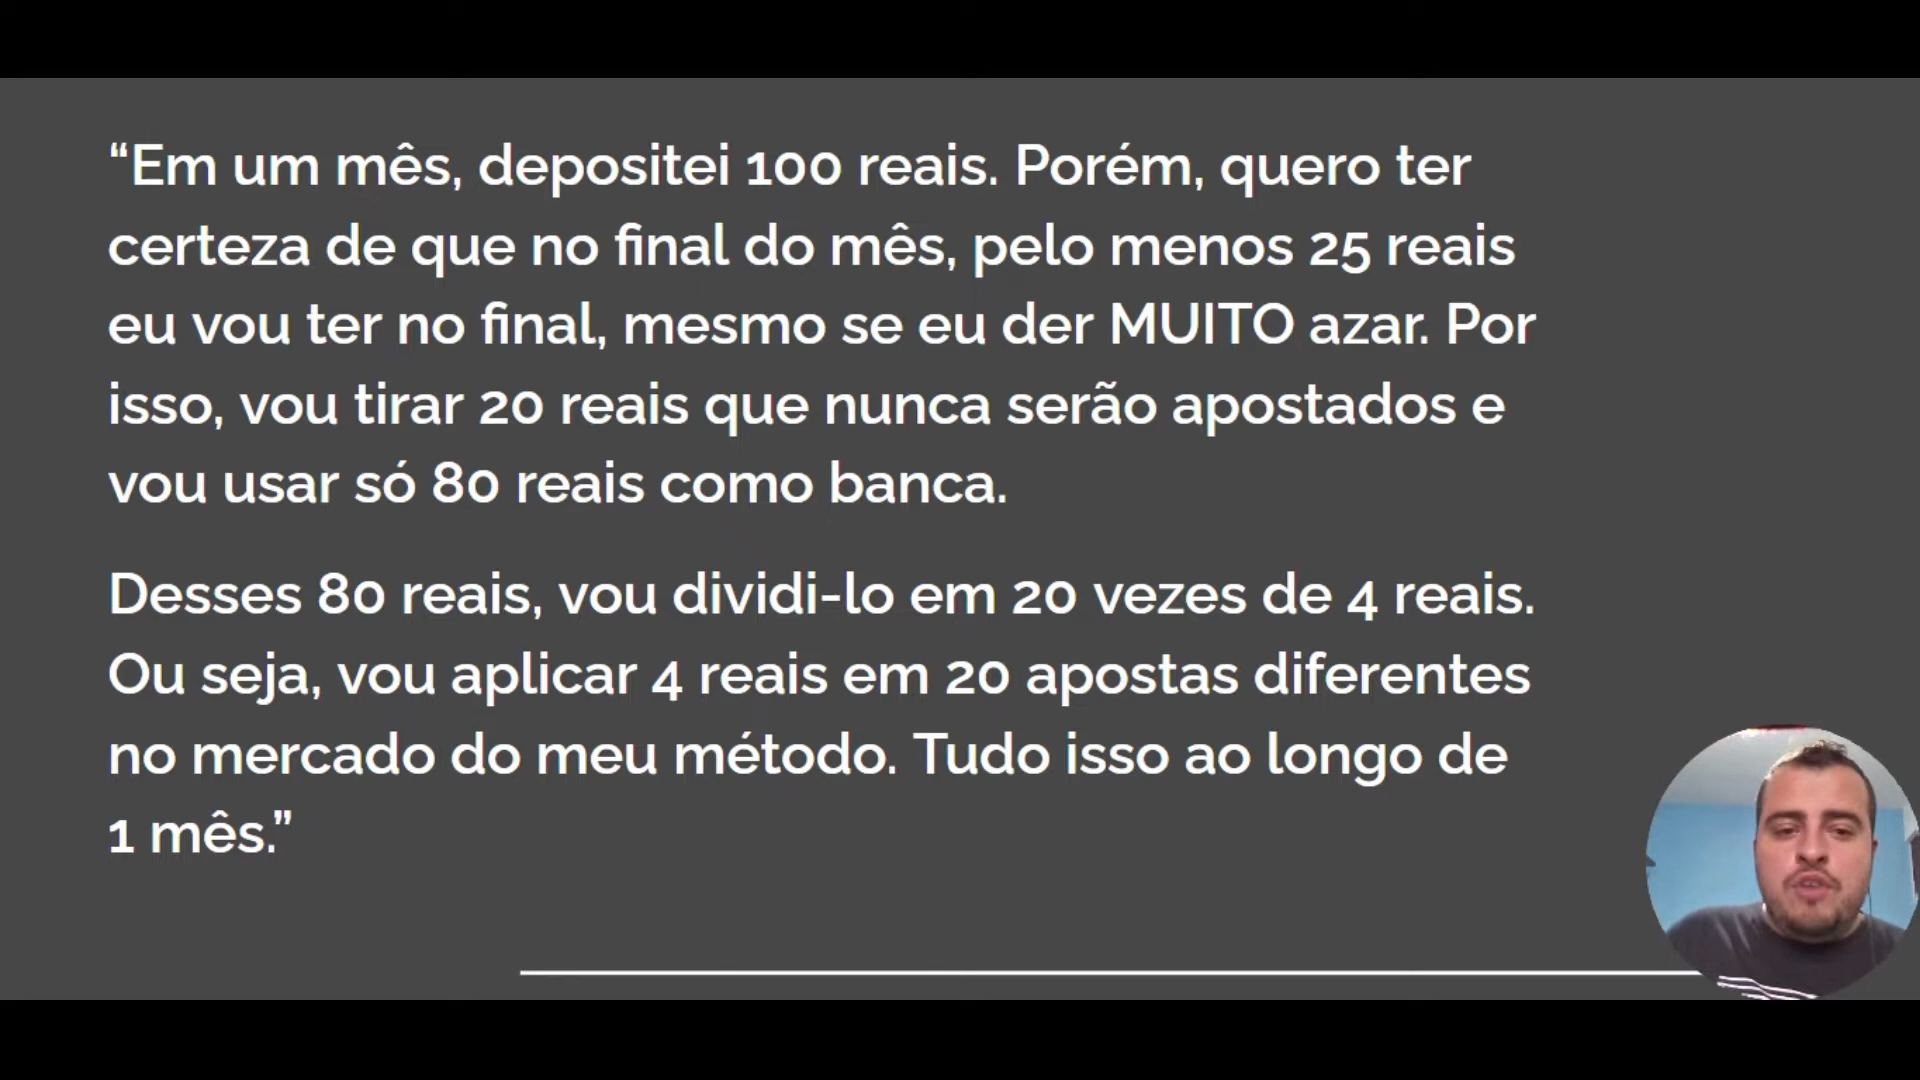 “Em um mês, depositei 100 reais. Porém, quero ter
certeza de que no final do mês, pelo menos 25 reais
eu vou ter no final, mesmo se eu der MUITO azar. Por
isso, vou tirar 20 reais que nunca serão apostados e
vou usar só 80 reais como banca.
Desses 80 reais, vou dividi-lo em 20 vezes de 4 reais.
Ou seja, vou aplicar 4 reais em 20 apostas diferentes
no mercado do meu método. Tudo isso ao longo de
1 mês.”